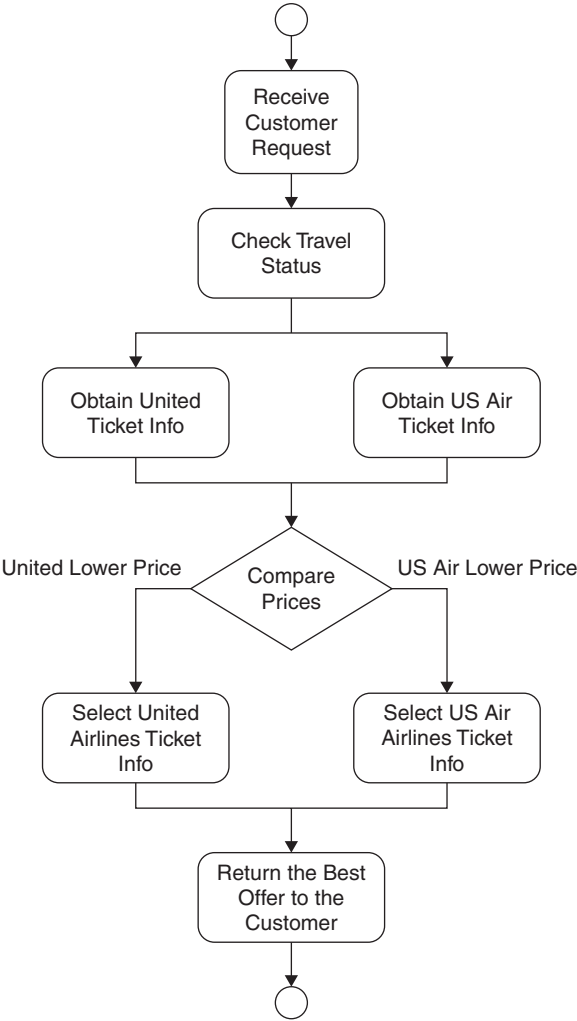 Receive
Customer
Request
Check Travel
Status
Obtain United
Ticket Info
Obtain US Air
Ticket Info
United Lower Price
Compare
Prices
US Air Lower Price
Select United
Airlines Ticket
Info
Select US Air
Airlines Ticket
Info
Return the Best
Offer to the
Customer